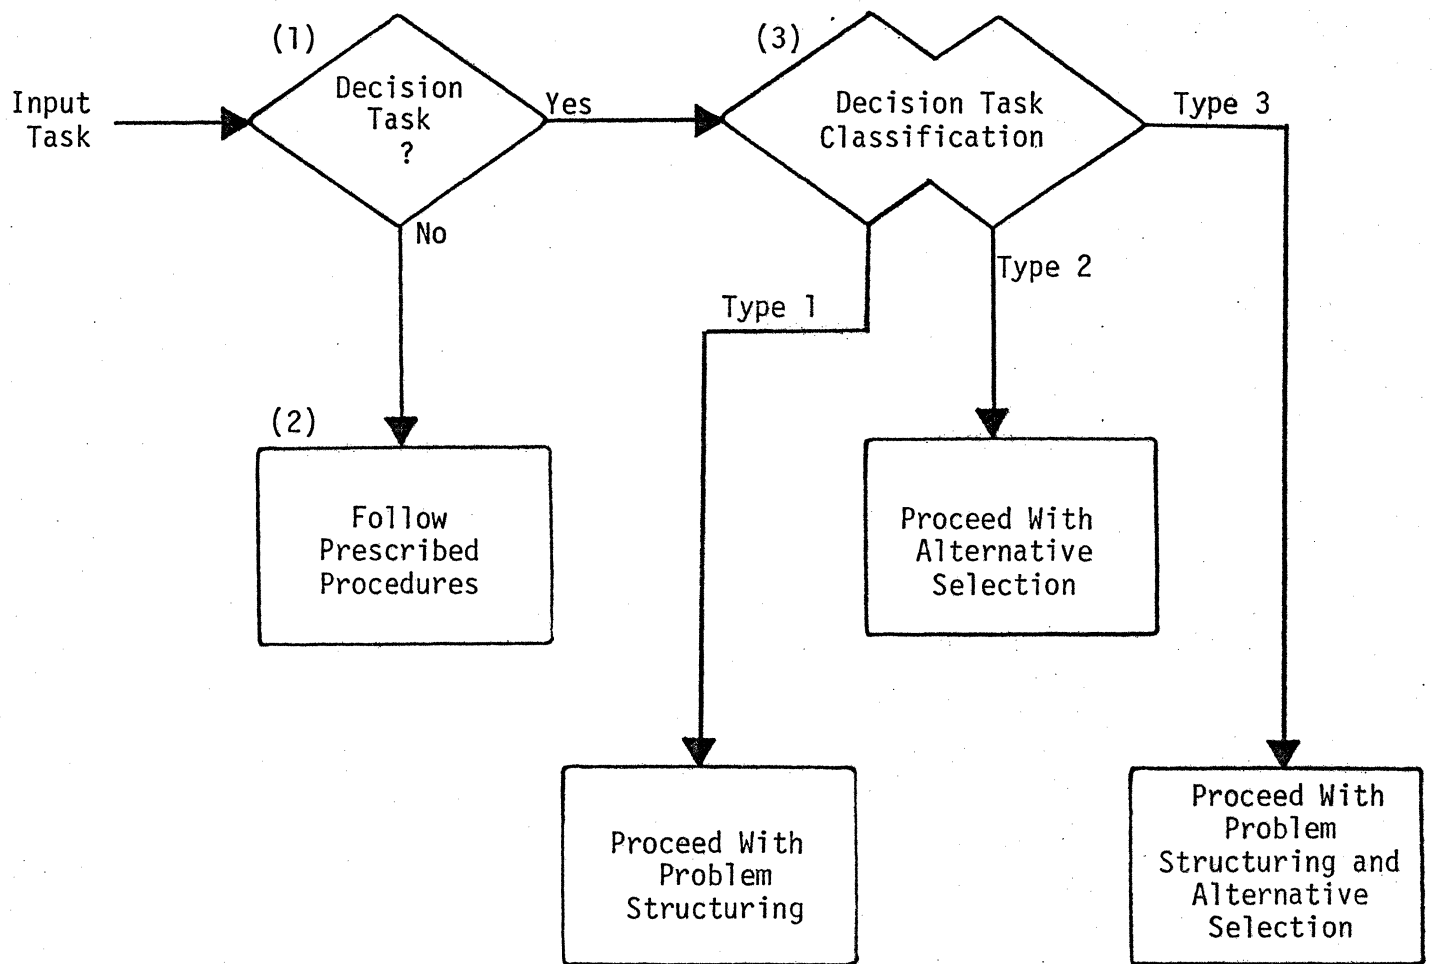 (1)
Input
Task
Decision
Task
?
Yes
No
(2)
Follow
Prescribed
Procedures
(3)
Decision Task
Classification
Type 1
Type 2
Type 3
Proceed With
Alternative
Selection
Proceed With
Problem
Structuring
Proceed With
Problem
Structuring and
Alternative
Selection